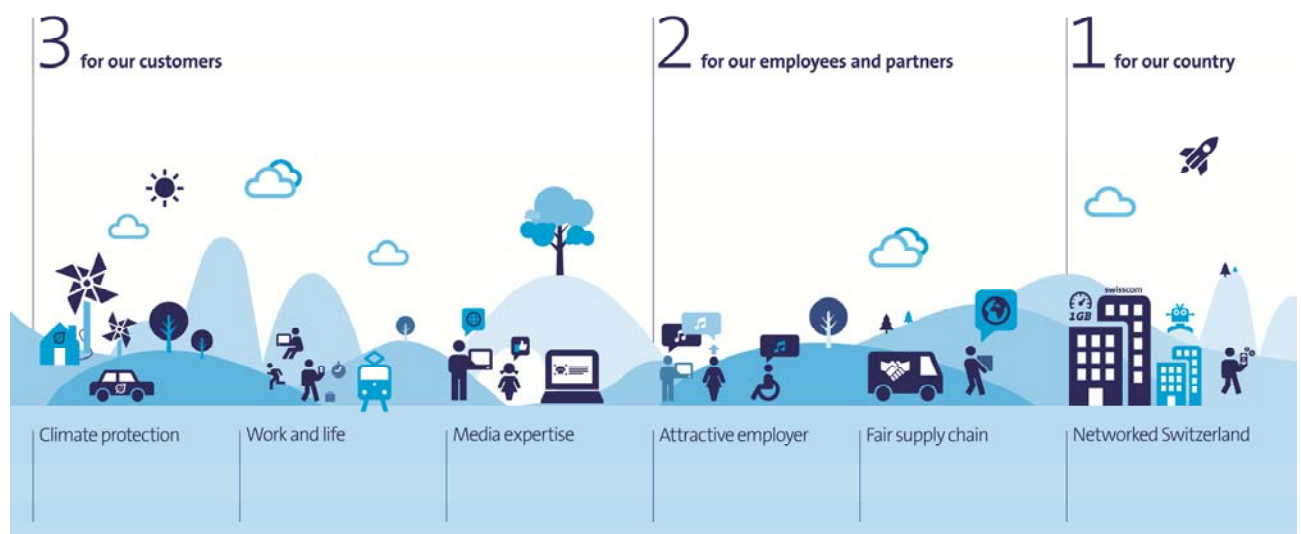 3 for our customers
2 for our employees and partners
1 for our country
swisscom
1GB
Climate protection
Work and life
Media expertise
Attractive employer
Fair supply chain
Networked Switzerland